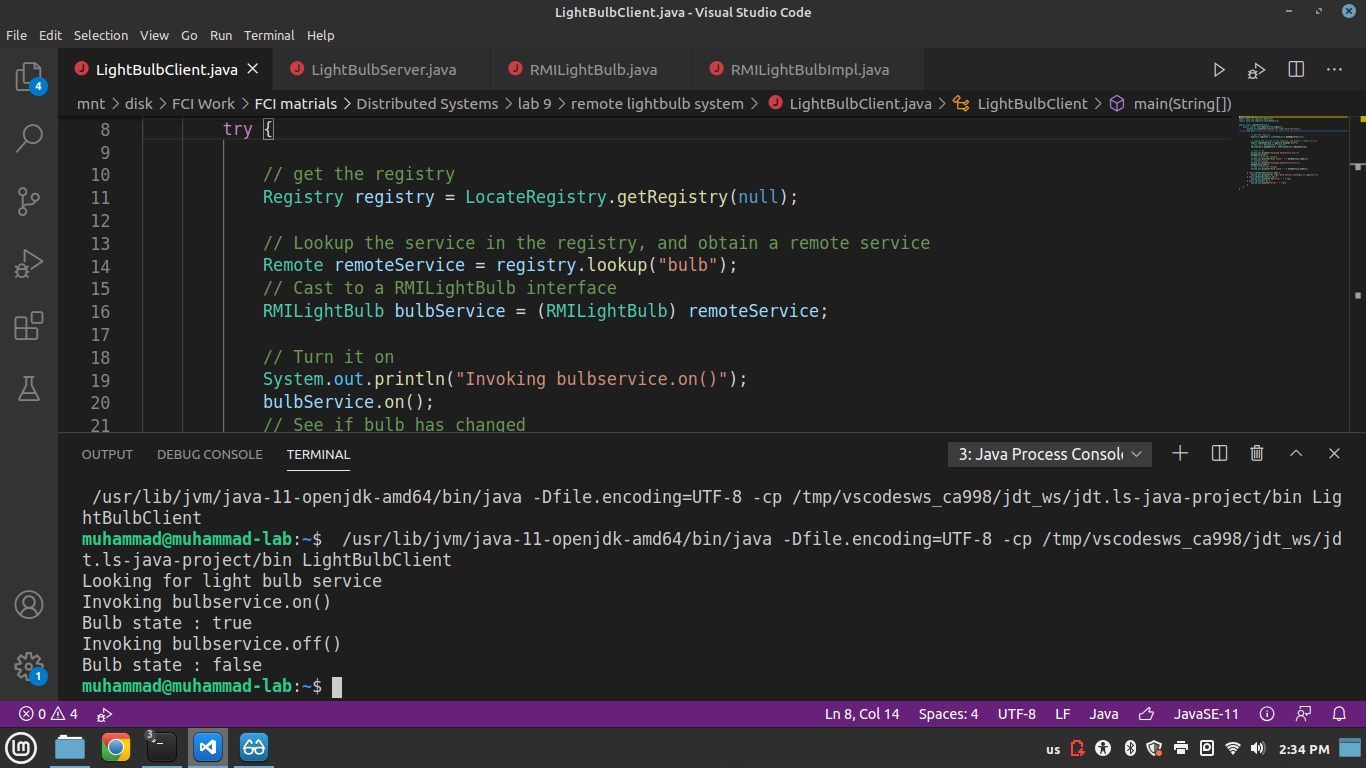 LightBulbClient.java - Visual Studio Code
File Edit Selection View Go Run Terminal Help
LightBulbClient.java LightBulbServer.java RMILightBulb.java RMILightBulbImpl.java
mnt > disk > FCI Work > FCI matrials > Distributed Systems > lab 9 > remote lightbulb system > LightBulbClient.java > LightBulbClient > main(String[])
4
8 try {
9
10 // get the registry
11 Registry registry = LocateRegistry.getRegistry(null);
12
13 // Lookup the service in the registry, and obtain a remote service
14 Remote remoteService = registry.lookup("bulb");
15 // Cast to a RMILightBulb interface
16 RMILightBulb bulbService = (RMILightBulb) remoteService;
17
18 // Turn it on
19 System.out.println("Invoking bulbservice.on()");
20 bulbService.on();
21 // See if bulb has changed
OUTPUT DEBUG CONSOLE TERMINAL 3: Java Process Consol
/usr/lib/jvm/java-11-openjdk-amd64/bin/java -Dfile.encoding=UTF-8 -cp /tmp/vscodesws_ca998/jdt_ws/jdt.ls-java-project/bin Lig
htBulbClient
muhammad@muhammad-lab:~$ /usr/lib/jvm/java-11-openjdk-amd64/bin/java -Dfile.encoding=UTF-8 -cp /tmp/vscodesws_ca998/jdt_ws/jd
t.ls-java-project/bin LightBulbClient
Looking for light bulb service
Invoking bulbservice.on()
Bulb state : true
Invoking bulbservice.off()
Bulb state : false
muhammad@muhammad-lab:~$
1
0 4 Ln 8, Col 14 Spaces: 4 UTF-8 LF Java JavaSE-11
3 us 2:34 PM